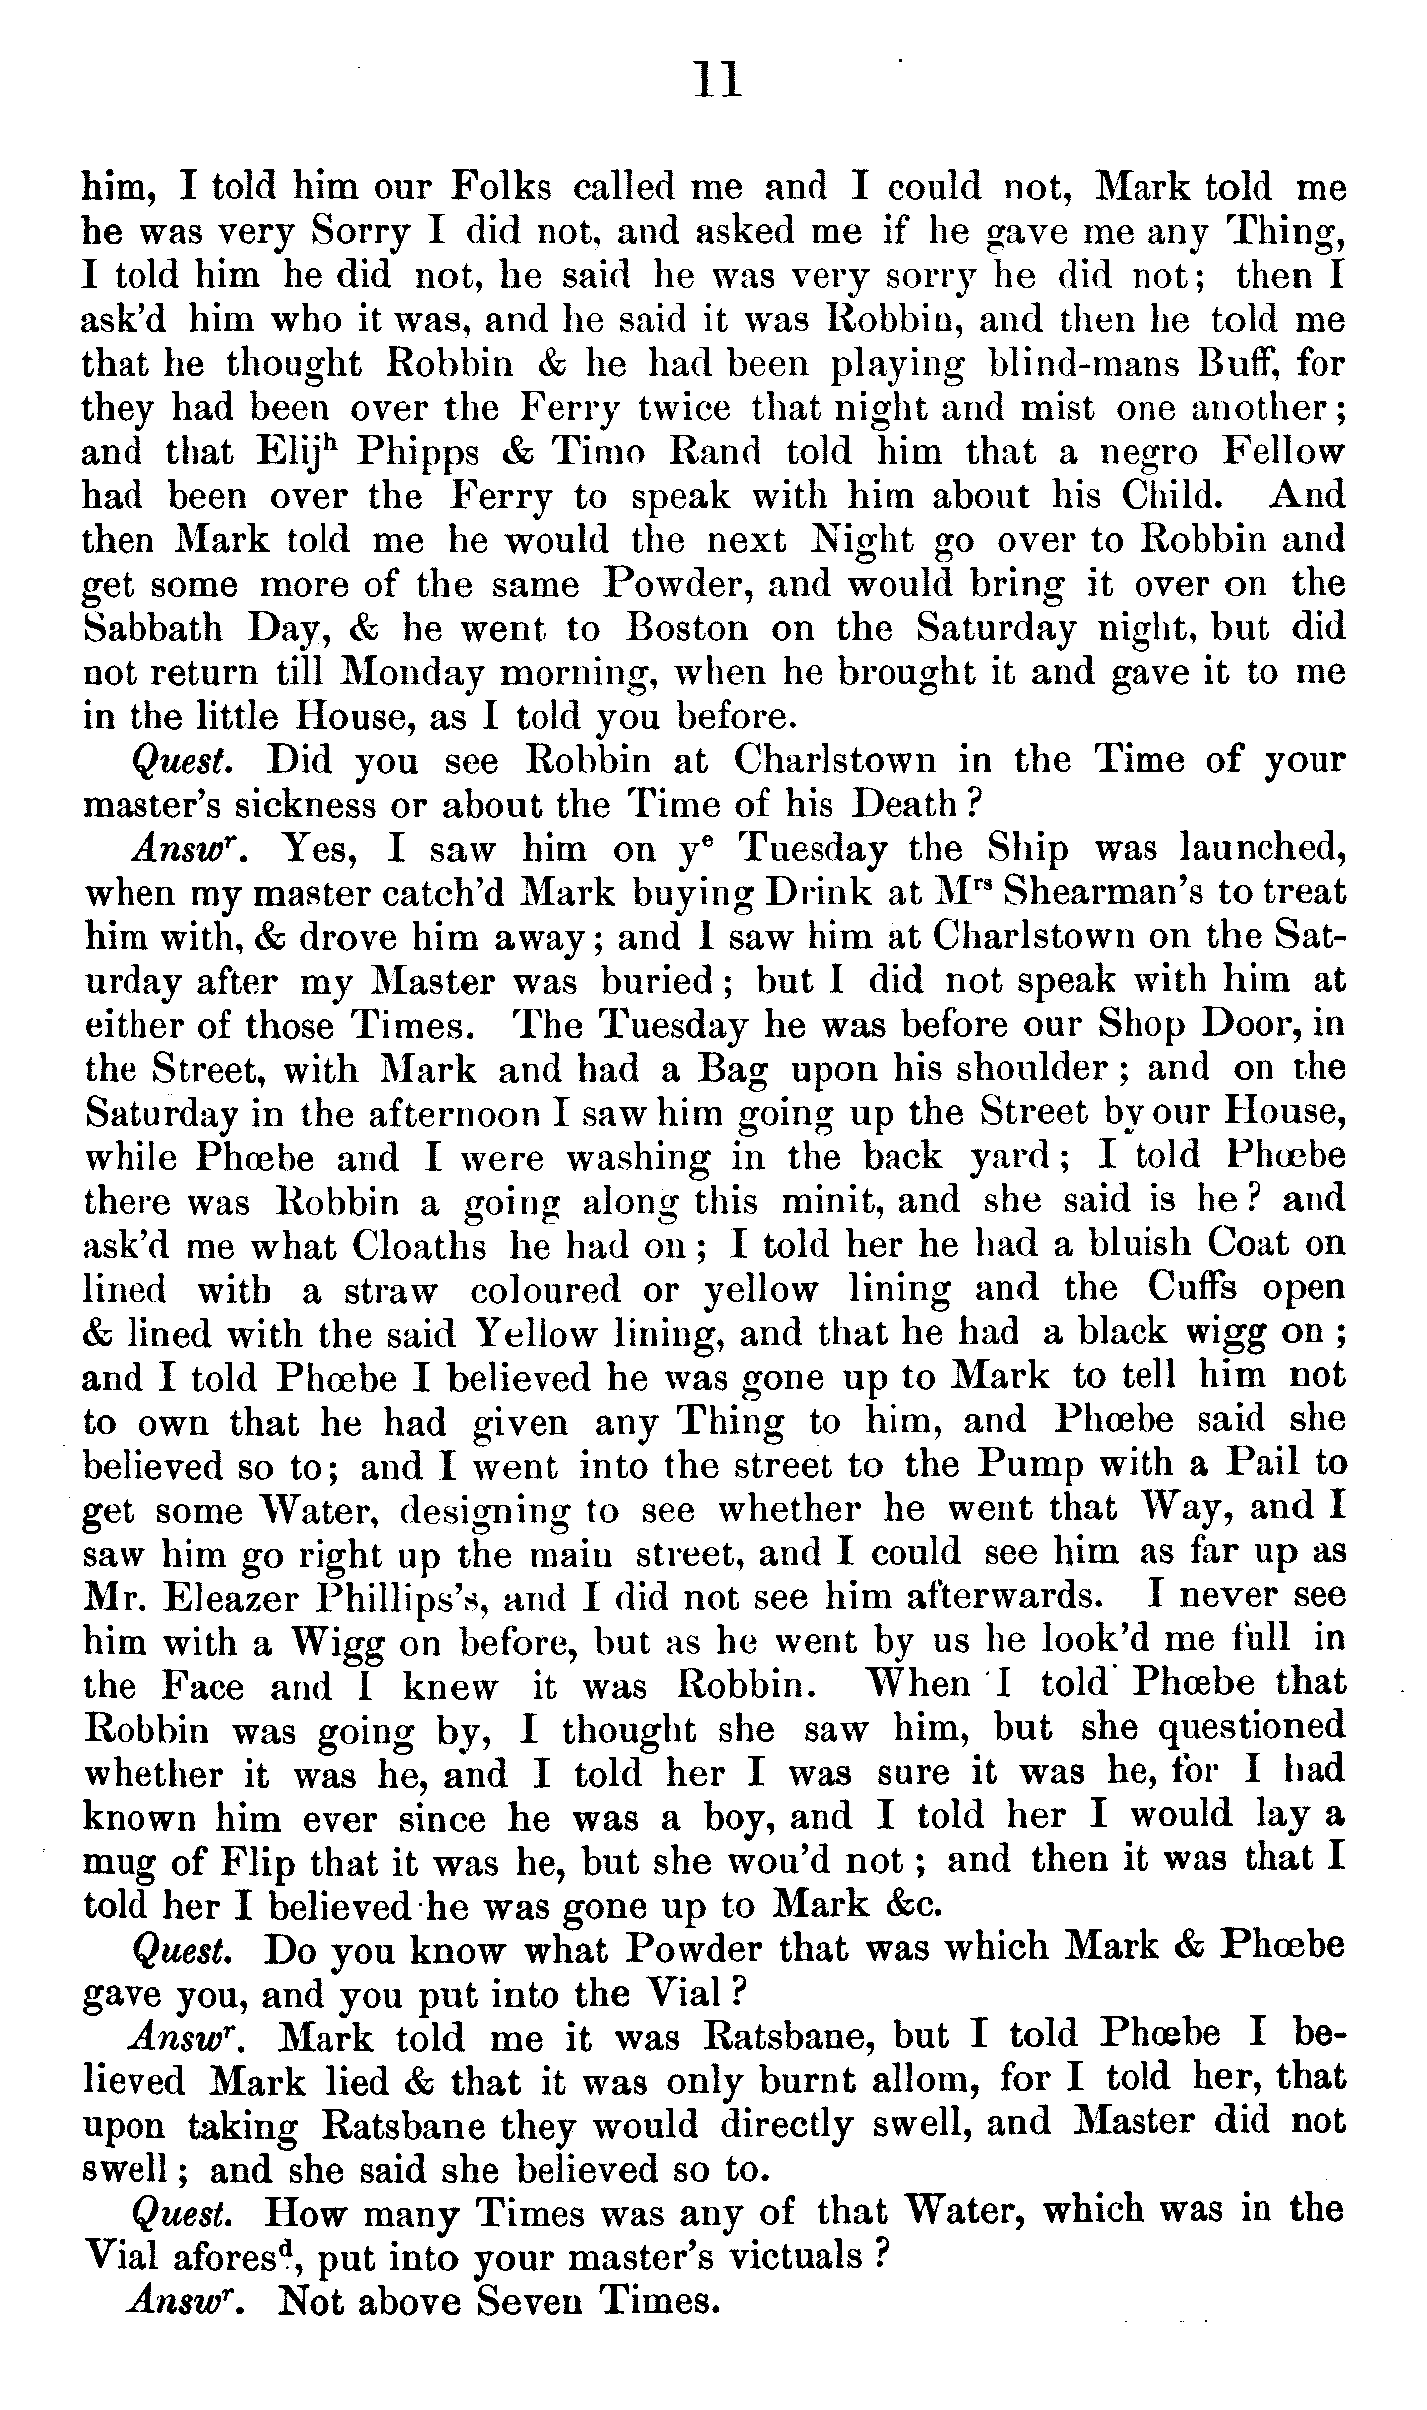 11
him, I told him our Folks called me and I could not, Mark told me
he was very Sorry I did not, and asked me if he gave me any Thing,
I told him he did not, he said he was very sorry he did not; then I
ask'd him who it was, and he said it was Robbin, and then he told me
that he thought Robbin & he had been playing blind-mans Buff, for
they had been over the Ferry twice that night and mist one another;
and that Elijʰ Phipps & Timo Rand told him that a negro Fellow
had been over the Ferry to speak with him about his Child. And
then Mark told me he would the next Night go over to Robbin and
get some more of the same Powder, and would bring it over on the
Sabbath Day, & he went to Boston on the Saturday night, but did
not return till Monday morning, when he brought it and gave it to me
in the little House, as I told you before.
Quest. Did you see Robbin at Charlstown in the Time of your
master's sickness or about the Time of his Death?
Answʳ. Yes, I saw him on yᵉ Tuesday the Ship was launched,
when my master catch'd Mark buying Drink at Mʳˢ Shearman's to treat
him with, & drove him away; and I saw him at Charlstown on the Sat-
urday after my Master was buried; but I did not speak with him at
either of those Times. The Tuesday he was before our Shop Door, in
the Street, with Mark and had a Bag upon his shoulder; and on the
Saturday in the afternoon I saw him going up the Street by our House,
while Phœbe and I were washing in the back yard; I told Phœbe
there was Robbin a going along this minit, and she said is he? and
ask'd me what Cloaths he had on; I told her he had a bluish Coat on
lined with a straw coloured or yellow lining and the Cuffs open
& lined with the said Yellow lining, and that he had a black wigg on;
and I told Phœbe I believed he was gone up to Mark to tell him not
to own that he had given any Thing to him, and Phœbe said she
believed so to; and I went into the street to the Pump with a Pail to
get some Water, designing to see whether he went that Way, and I
saw him go right up the main street, and I could see him as far up as
Mr. Eleazer Phillips's, and I did not see him afterwards. I never see
him with a Wigg on before, but as he went by us he look'd me full in
the Face and I knew it was Robbin. When I told Phœbe that
Robbin was going by, I thought she saw him, but she questioned
whether it was he, and I told her I was sure it was he, for I had
known him ever since he was a boy, and I told her I would lay a
mug of Flip that it was he, but she wou'd not; and then it was that I
told her I believed he was gone up to Mark &c.
Quest. Do you know what Powder that was which Mark & Phœbe
gave you, and you put into the Vial?
Answʳ. Mark told me it was Ratsbane, but I told Phœbe I be-
lieved Mark lied & that it was only burnt allom, for I told her, that
upon taking Ratsbane they would directly swell, and Master did not
swell; and she said she believed so to.
Quest. How many Times was any of that Water, which was in the
Vial aforesᵈ, put into your master's victuals?
Answʳ. Not above Seven Times.